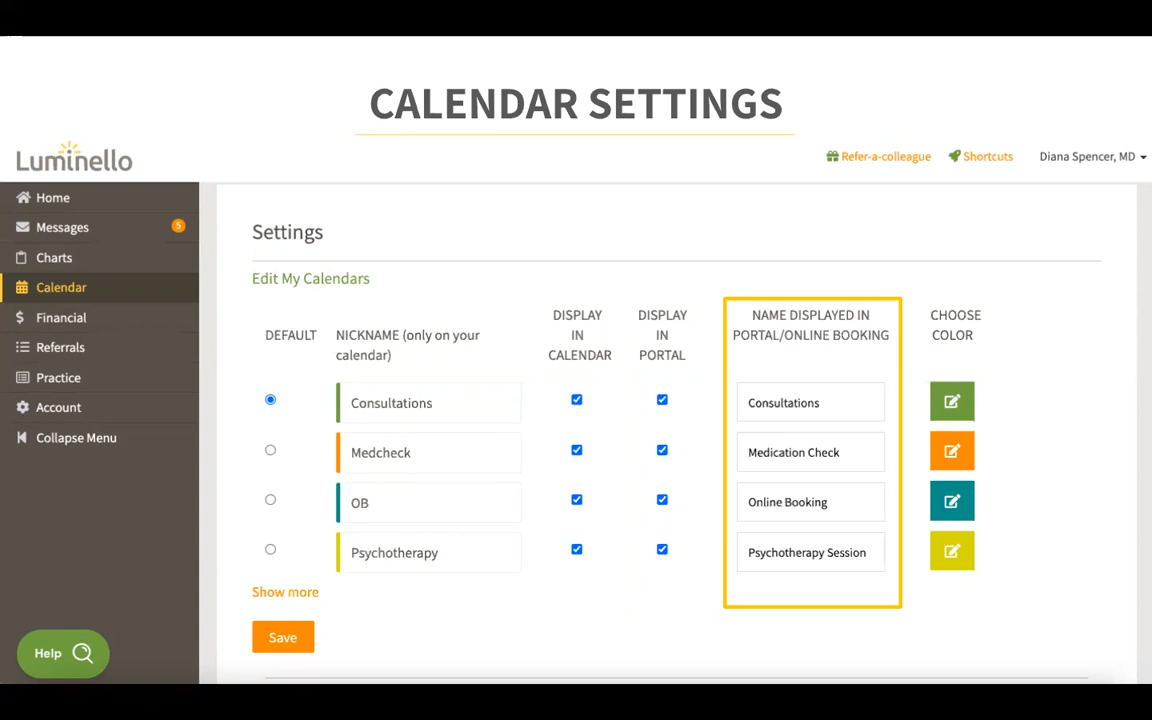 CALENDAR SETTINGS
Luminello
Refer-a-colleague
Shortcuts
Diana Spencer, MD
Home
Messages
5
Charts
Calendar
Financial
Referrals
Practice
Account
Collapse Menu
Help
Settings
Edit My Calendars
DEFAULT
NICKNAME (only on your
calendar)
DISPLAY
IN
CALENDAR
DISPLAY
IN
PORTAL
NAME DISPLAYED IN
PORTAL/ONLINE BOOKING
CHOOSE
COLOR
Consultations
Consultations
Medcheck
Medication Check
OB
Online Booking
Psychotherapy
Psychotherapy Session
Show more
Save